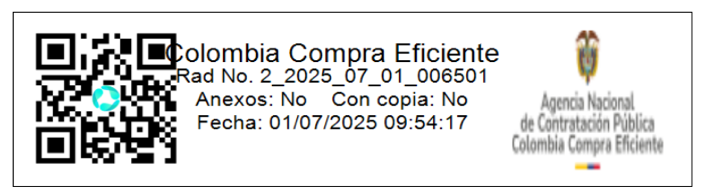 Colombia Compra Eficiente
Rad No. 2_2025_07_01_006501
Anexos: No Con copia: No
Fecha: 01/07/2025 09:54:17
Agencia Nacional
de Contratación Pública
Colombia Compra Eficiente